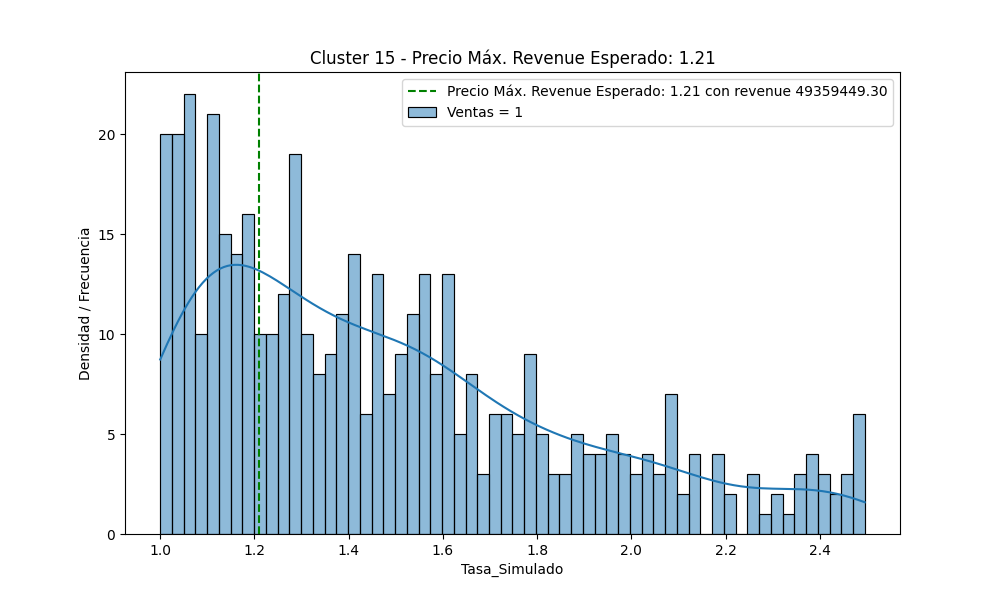 Cluster 15 - Precio Máx. Revenue Esperado: 1.21
Precio Máx. Revenue Esperado: 1.21 con revenue 49359449.30
Ventas = 1
Densidad / Frecuencia
20
15
10
5
0
1.0 1.2 1.4 1.6 1.8 2.0 2.2 2.4
Tasa_Simulado